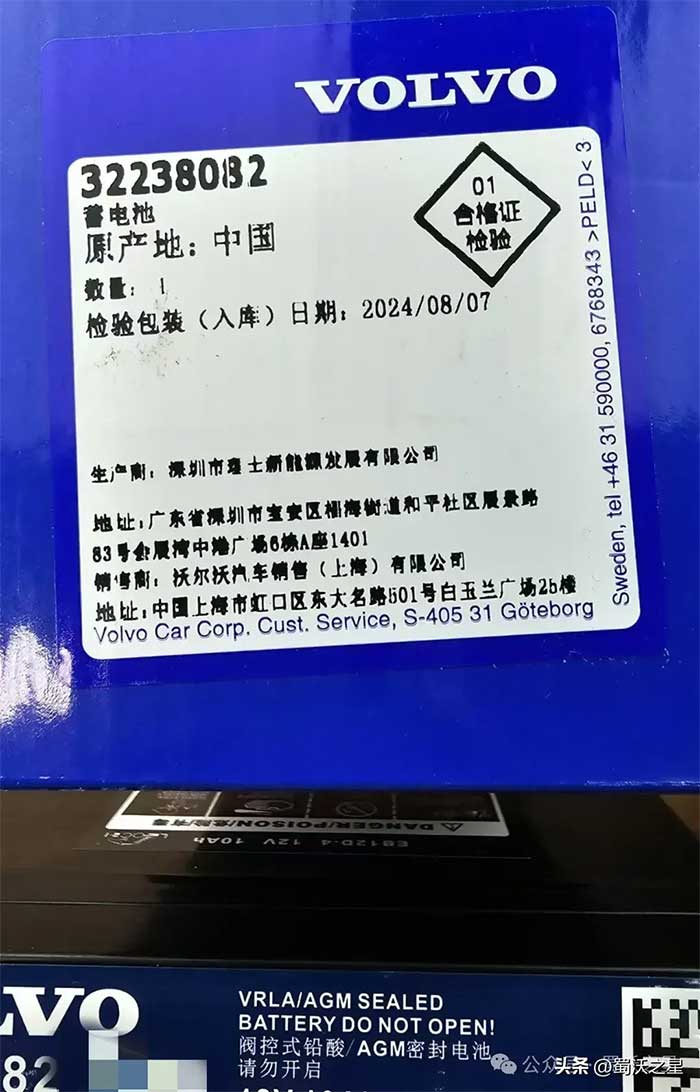 VOLVO
32238082
蓄电池
原产地: 中国
数量: 1
检验包装（入库）日期: 2024/08/07
01
合格证
检验
生产商: 深圳市理士新能源发展有限公司
地址: 广东省深圳市宝安区福海街道和平社区展景路
83号会展湾中港广场6栋A座1401
销售商: 沃尔沃汽车销售（上海）有限公司
地址: 中国上海市虹口区东大名路501号白玉兰广场25楼
Volvo Car Corp. Cust. Service, S-405 31 Göteborg
Sweden, tel +46 31 590000, 6768343 >PELD< 3
DANGER/POISON/危险/有毒
EB12D-4 12V 10Ah
VOLVO
82
VRLA/AGM SEALED
BATTERY DO NOT OPEN!
阀控式铅酸/AGM密封电池
请勿开启
头条 @蜀沃之星